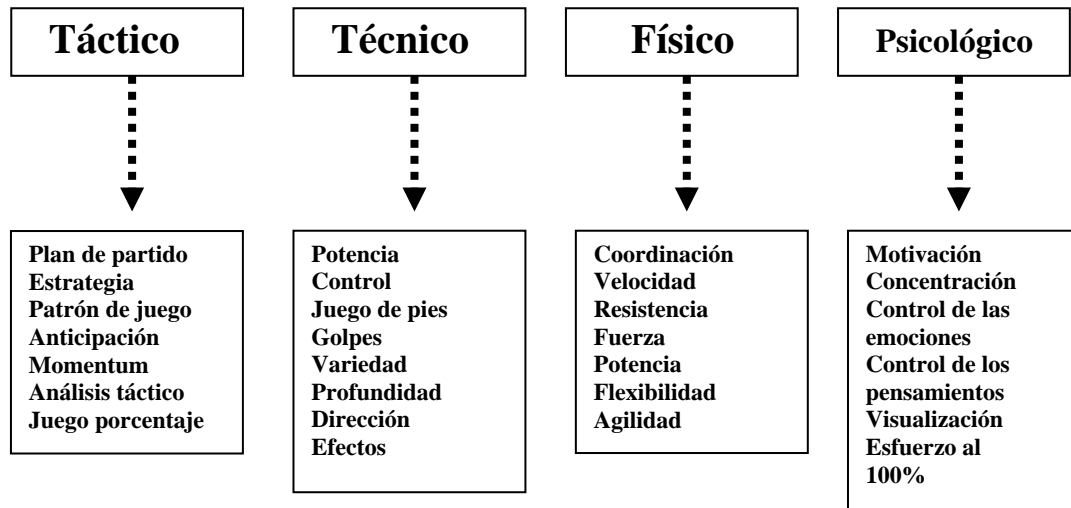 Táctico
Técnico
Físico
Psicológico
Plan de partido
Estrategia
Patrón de juego
Anticipación
Momentum
Análisis táctico
Juego porcentaje
Potencia
Control
Juego de pies
Golpes
Variedad
Profundidad
Dirección
Efectos
Coordinación
Velocidad
Resistencia
Fuerza
Potencia
Flexibilidad
Agilidad
Motivación
Concentración
Control de las
emociones
Control de los
pensamientos
Visualización
Esfuerzo al
100%